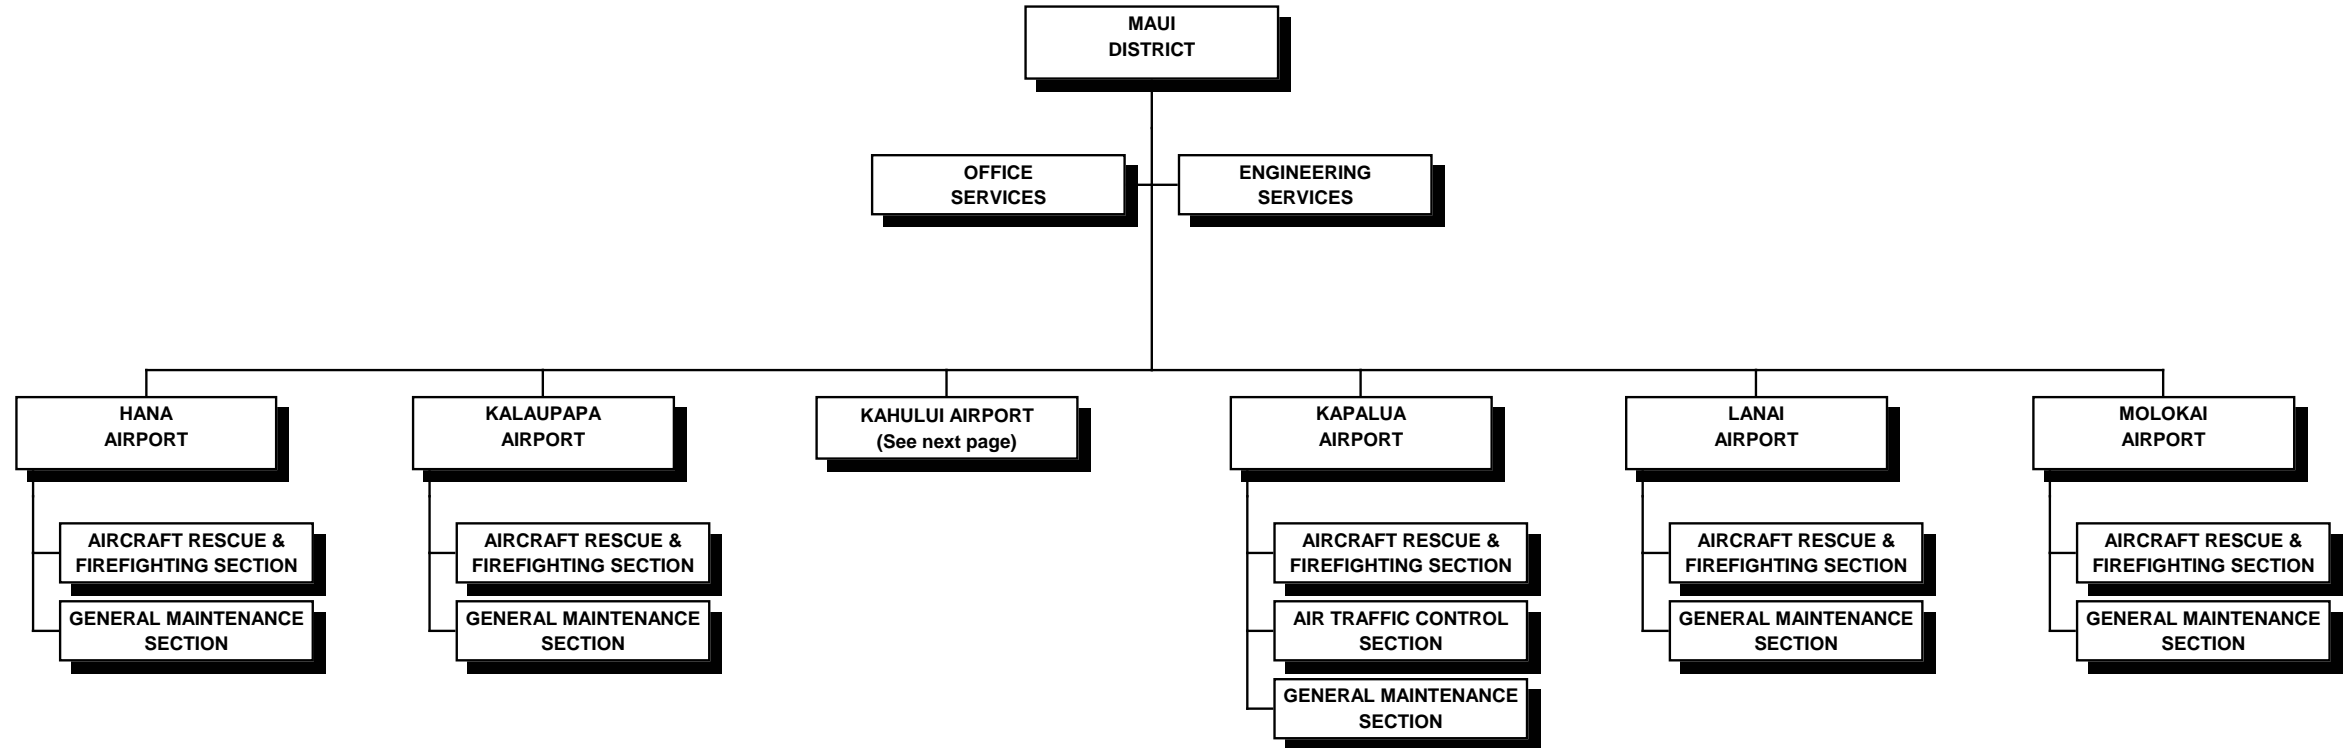 MAUI
DISTRICT
OFFICE
SERVICES
ENGINEERING
SERVICES
HANA
AIRPORT
KALAUPAPA
AIRPORT
KAHULUI AIRPORT
(See next page)
KAPALUA
AIRPORT
LANAI
AIRPORT
MOLOKAI
AIRPORT
AIRCRAFT RESCUE &
FIREFIGHTING SECTION
GENERAL MAINTENANCE
SECTION
AIRCRAFT RESCUE &
FIREFIGHTING SECTION
GENERAL MAINTENANCE
SECTION
AIRCRAFT RESCUE &
FIREFIGHTING SECTION
AIR TRAFFIC CONTROL
SECTION
GENERAL MAINTENANCE
SECTION
AIRCRAFT RESCUE &
FIREFIGHTING SECTION
GENERAL MAINTENANCE
SECTION
AIRCRAFT RESCUE &
FIREFIGHTING SECTION
GENERAL MAINTENANCE
SECTION